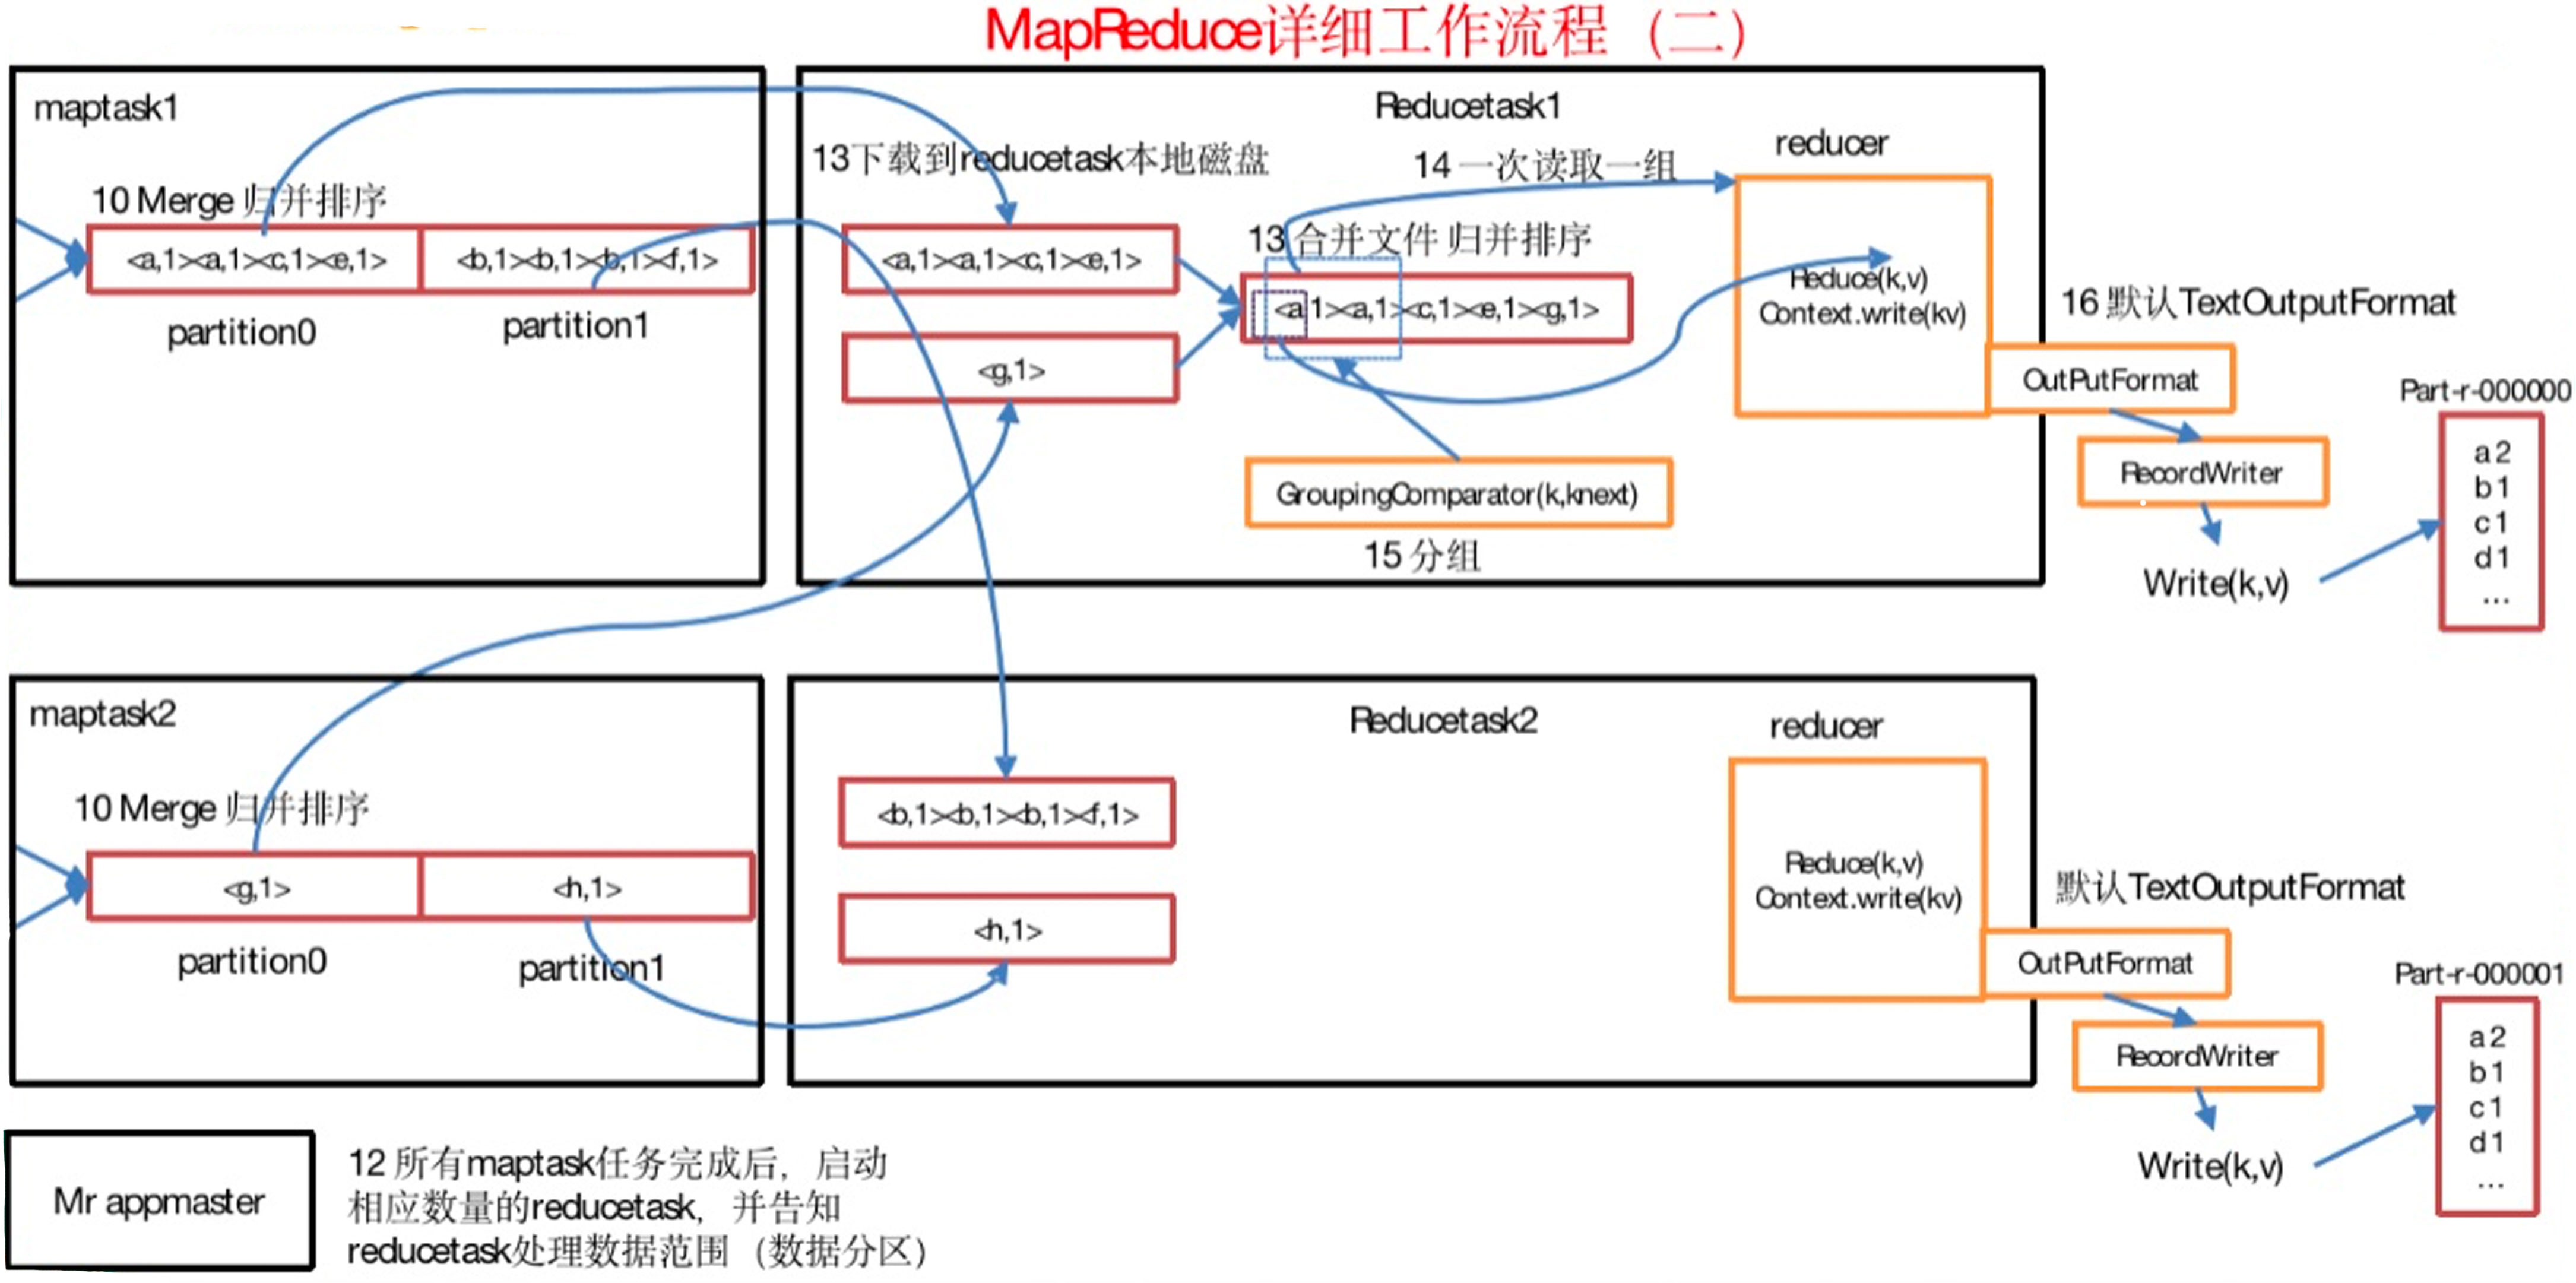 MapReduce详细工作流程（二）
maptask1
10 Merge 归并排序
<a,1><a,1><c,1><e,1>
<b,1><b,1><b,1><f,1>
partition0
partition1
Reducetask1
13下载到reducetask本地磁盘
<a,1><a,1><c,1><e,1>
<g,1>
14 一次读取一组
13 合并文件 归并排序
<a,1><a,1><c,1><e,1><g,1>
GroupingComparator(k,knext)
15 分组
reducer
Reduce(k,v)
Context.write(kv)
16 默认TextOutputFormat
OutPutFormat
RecordWriter
Write(k,v)
Part-r-000000
a 2
b 1
c 1
d 1
...
maptask2
10 Merge 归并排序
<g,1>
<h,1>
partition0
partition1
Reducetask2
<b,1><b,1><b,1><f,1>
<h,1>
reducer
Reduce(k,v)
Context.write(kv)
默认TextOutputFormat
OutPutFormat
RecordWriter
Write(k,v)
Part-r-000001
a 2
b 1
c 1
d 1
...
Mr appmaster
12 所有maptask任务完成后，启动
相应数量的reducetask，并告知
reducetask处理数据范围（数据分区）